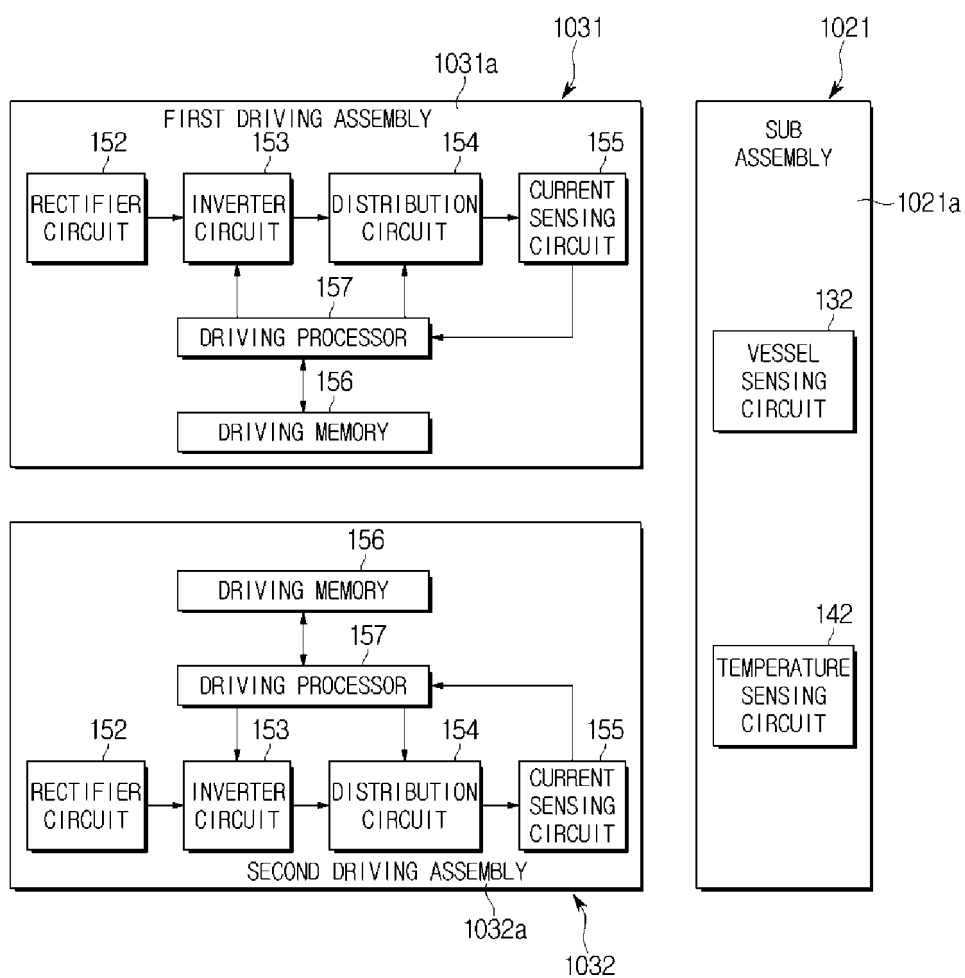 1031
1021
1031a
FIRST DRIVING ASSEMBLY
152
153
154
155
RECTIFIER
CIRCUIT
INVERTER
CIRCUIT
DISTRIBUTION
CIRCUIT
CURRENT
SENSING
CIRCUIT
157
DRIVING PROCESSOR
156
DRIVING MEMORY
SUB
ASSEMBLY
1021a
132
VESSEL
SENSING
CIRCUIT
142
TEMPERATURE
SENSING
CIRCUIT
156
DRIVING MEMORY
157
DRIVING PROCESSOR
152
153
154
155
RECTIFIER
CIRCUIT
INVERTER
CIRCUIT
DISTRIBUTION
CIRCUIT
CURRENT
SENSING
CIRCUIT
SECOND DRIVING ASSEMBLY
1032a
1032